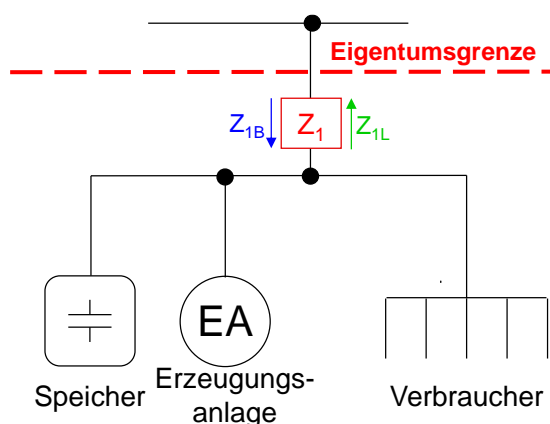 Eigentumsgrenze
Z1B Z1 Z1L
EA
Speicher
Erzeugungs-
anlage
Verbraucher